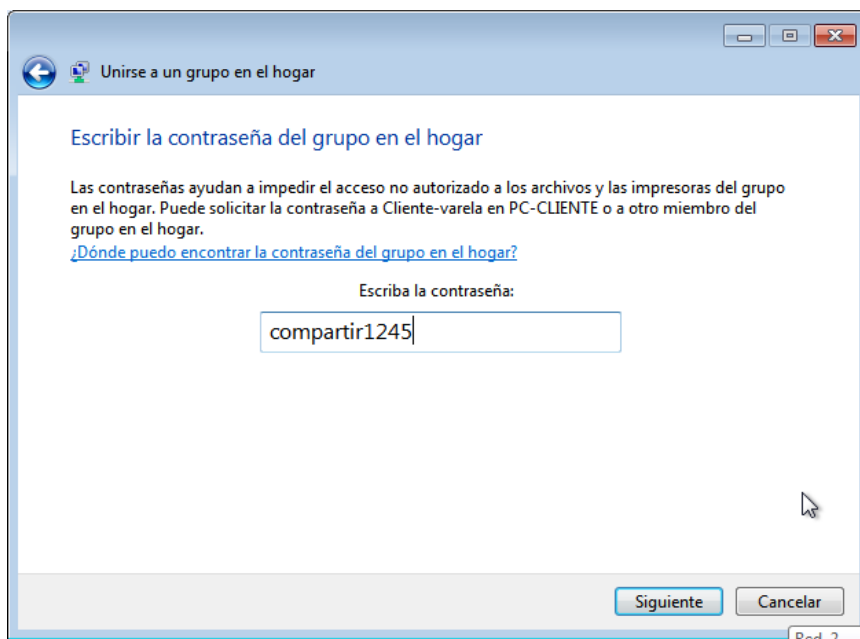 Unirse a un grupo en el hogar
Escribir la contraseña del grupo en el hogar
Las contraseñas ayudan a impedir el acceso no autorizado a los archivos y las impresoras del grupo
en el hogar. Puede solicitar la contraseña a Cliente-varela en PC-CLIENTE o a otro miembro del
grupo en el hogar.
¿Dónde puedo encontrar la contraseña del grupo en el hogar?
Escriba la contraseña:
compartir1245
Siguiente
Cancelar